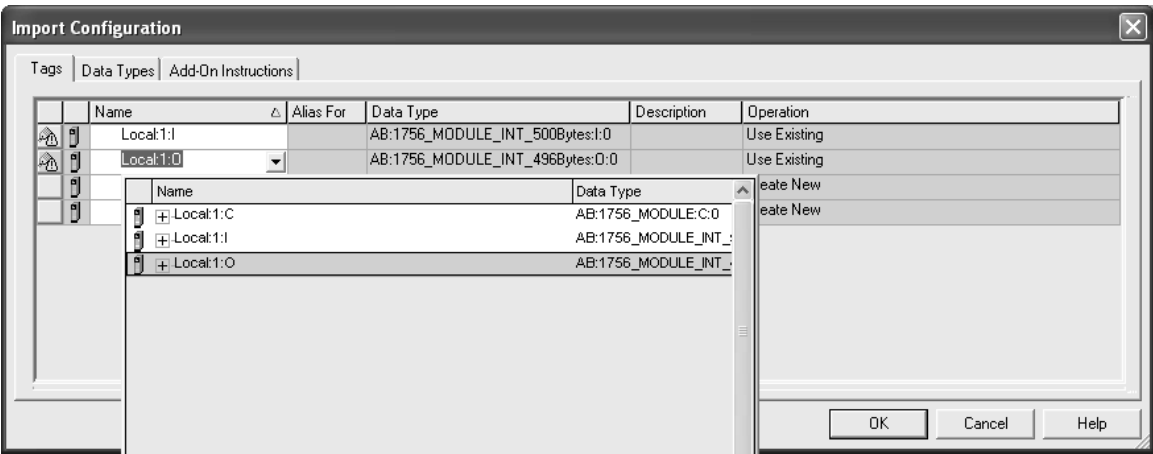 Import Configuration
Tags Data Types Add-On Instructions
Name Alias For Data Type Description Operation
Local:1:I AB:1756_MODULE_INT_500Bytes:I:0 Use Existing
Local:1:O AB:1756_MODULE_INT_496Bytes:O:0 Use Existing
eate New
eate New
Name Data Type
Local:1:C AB:1756_MODULE:C:0
Local:1:I AB:1756_MODULE_INT_
Local:1:O AB:1756_MODULE_INT_
OK Cancel Help